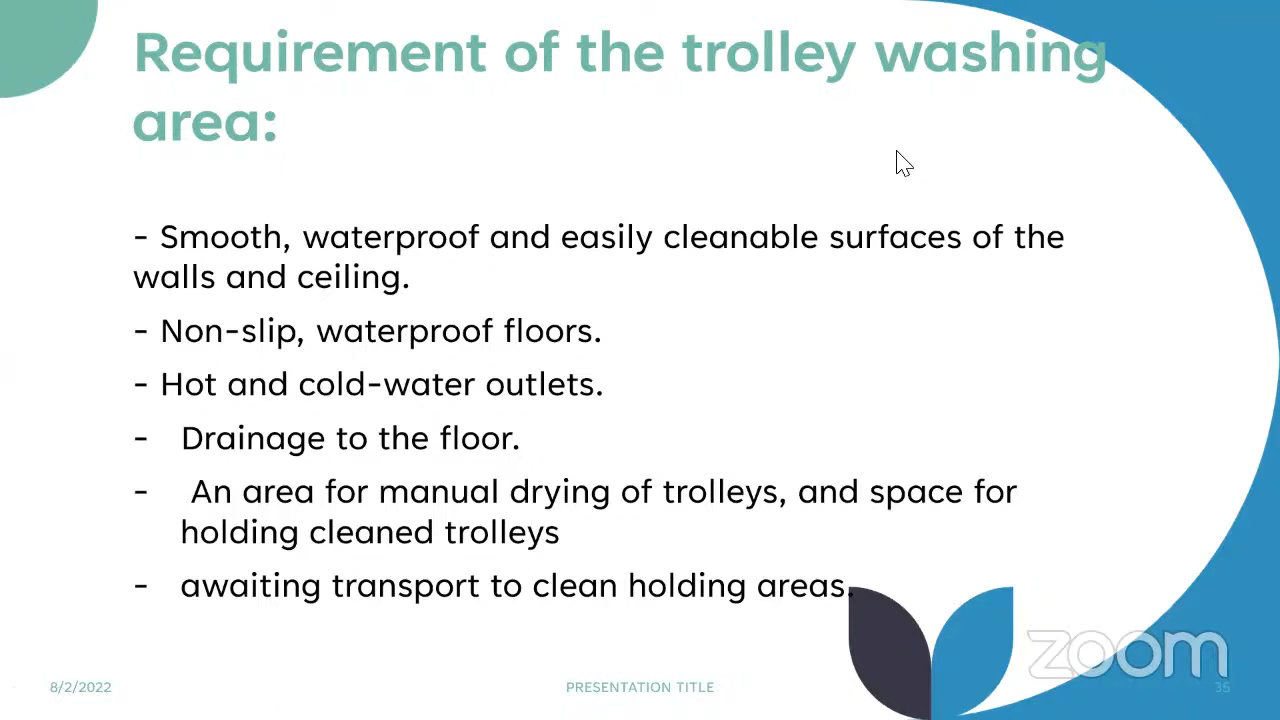 Requirement of the trolley washing
area:
- Smooth, waterproof and easily cleanable surfaces of the
walls and ceiling.
- Non-slip, waterproof floors.
- Hot and cold-water outlets.
- Drainage to the floor.
- An area for manual drying of trolleys, and space for
holding cleaned trolleys
- awaiting transport to clean holding areas.
zoom
8/2/2022
PRESENTATION TITLE
35